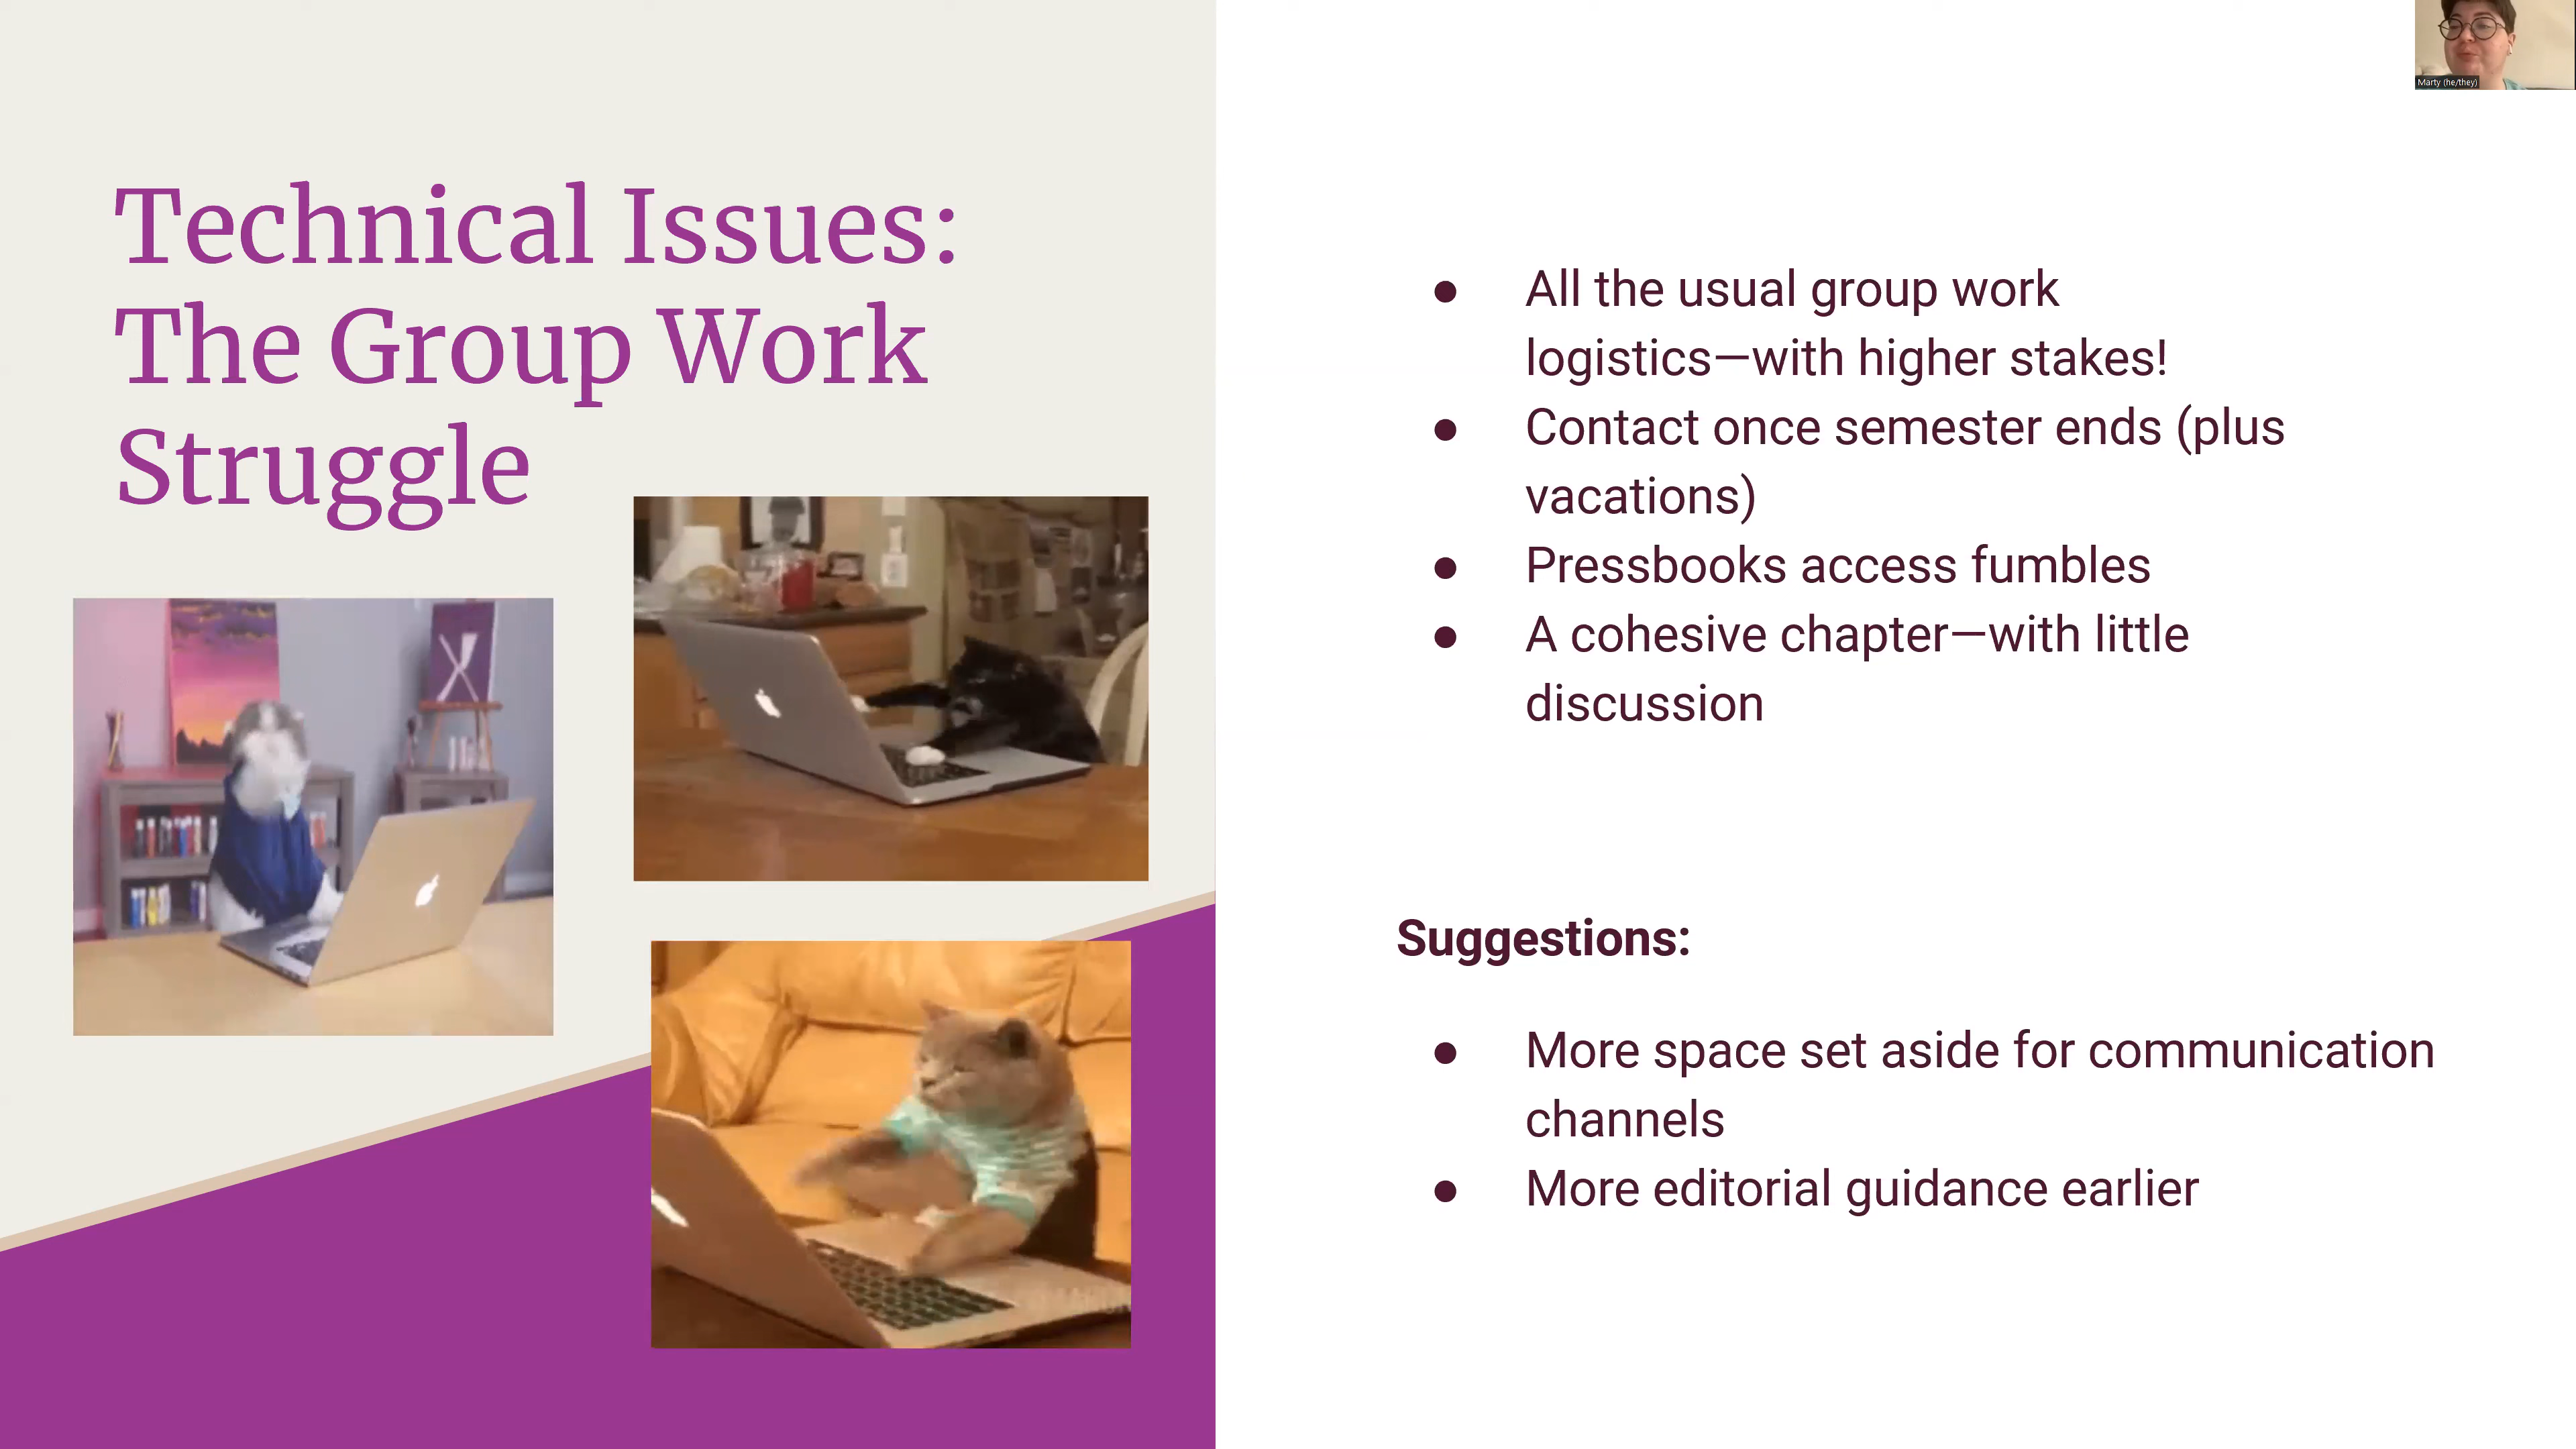 Technical Issues:
The Group Work
Struggle
● All the usual group work
logistics—with higher stakes!
● Contact once semester ends (plus
vacations)
● Pressbooks access fumbles
● A cohesive chapter—with little
discussion
Suggestions:
● More space set aside for communication
channels
● More editorial guidance earlier
Marty (he/they)